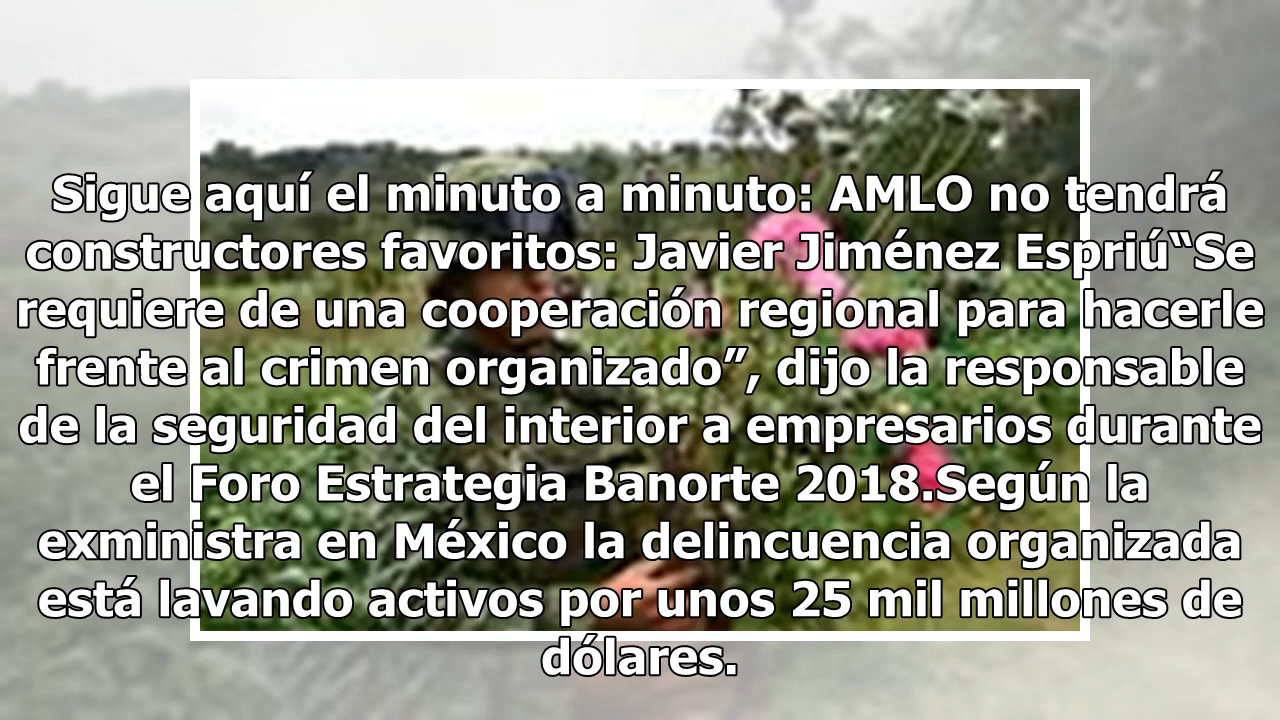 Sigue aquí el minuto a minuto: AMLO no tendrá
constructores favoritos: Javier Jiménez Espriú“Se
requiere de una cooperación regional para hacerle
frente al crimen organizado”, dijo la responsable
de la seguridad del interior a empresarios durante
el Foro Estrategia Banorte 2018.Según la
exministra en México la delincuencia organizada
está lavando activos por unos 25 mil millones de
dólares.